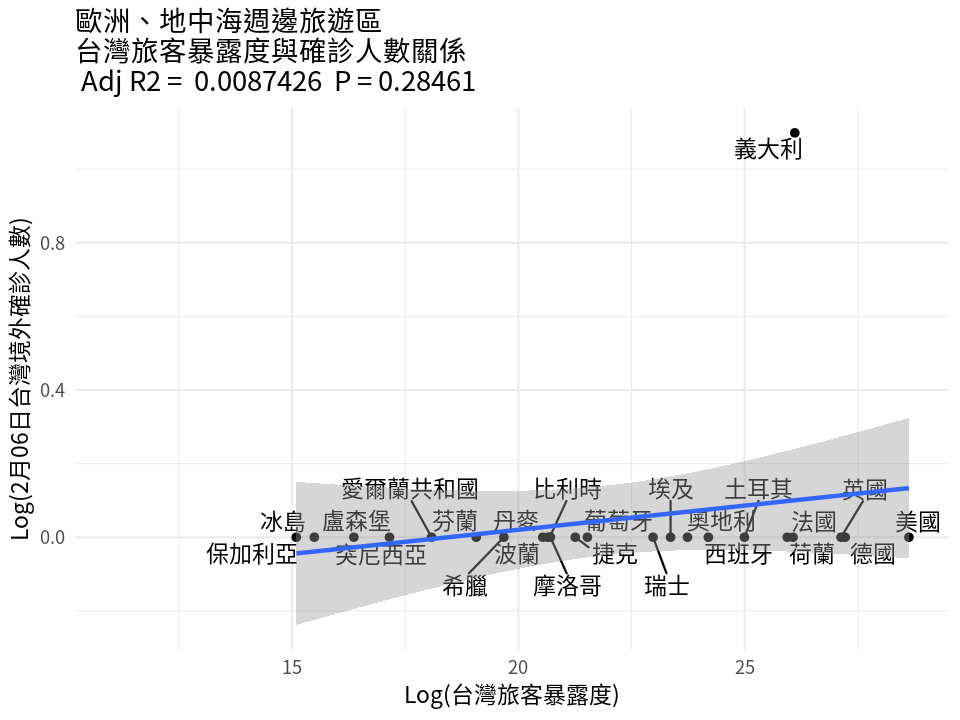 歐洲、地中海週邊旅遊區
台灣旅客暴露度與確診人數關係
Adj R2 = 0.0087426 P = 0.28461
義大利
0.8
0.4
0.0
Log(2月06日台灣境外確診人數)
愛爾蘭共和國 比利時 埃及 土耳其 英國
冰島 盧森堡 芬蘭 丹麥 葡萄牙 奧地利 法國 美國
保加利亞 突尼西亞 波蘭 捷克 西班牙 荷蘭 德國
希臘 摩洛哥 瑞士
15 20 25
Log(台灣旅客暴露度)